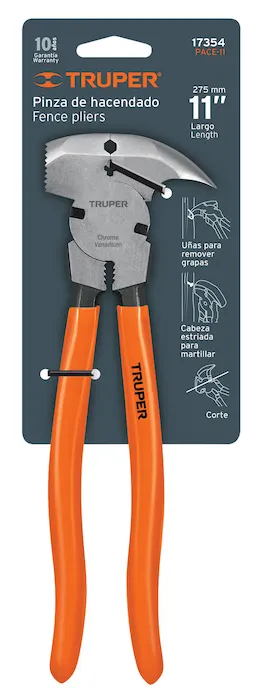 10 AÑOS
Garantía
Warranty
17354
PACE-11
TRUPER
Pinza de hacendado
Fence pliers
275 mm
11"
Largo
Length
TRUPER
Chrome
Vanadium
Uñas para
remover
grapas
Cabeza
estriada
para
martillar
Corte
TRUPER